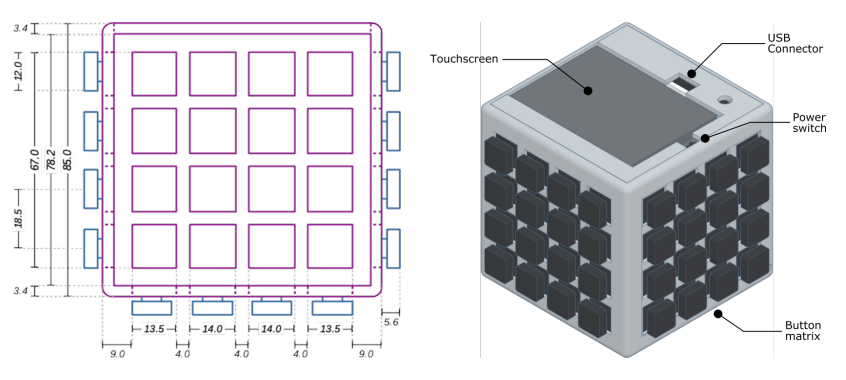 3.4
12.0
67.0
78.2
85.0
18.5
3.4
5.6
13.5
14.0
14.0
13.5
9.0
4.0
4.0
4.0
9.0
Touchscreen
USB
Connector
Power
switch
Button
matrix